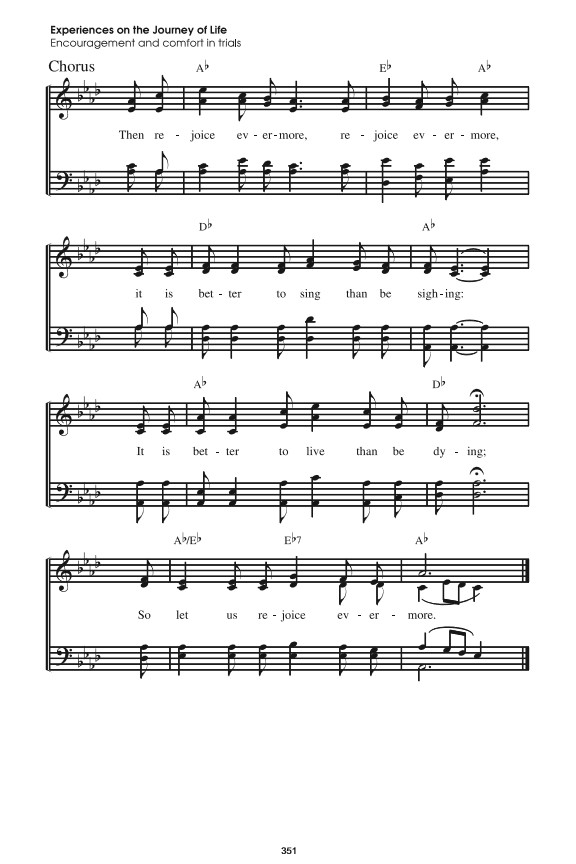 Experiences on the Journey of Life
Encouragement and comfort in trials
Chorus
A♭ E♭ A♭
Then re - joice ev - er - more, re - joice ev - er - more,
D♭ A♭
it is bet - ter to sing than be sigh - ing:
A♭ D♭
It is bet - ter to live than be dy - ing;
A♭/E♭ E♭7 A♭
So let us re - joice ev - er - more.
351